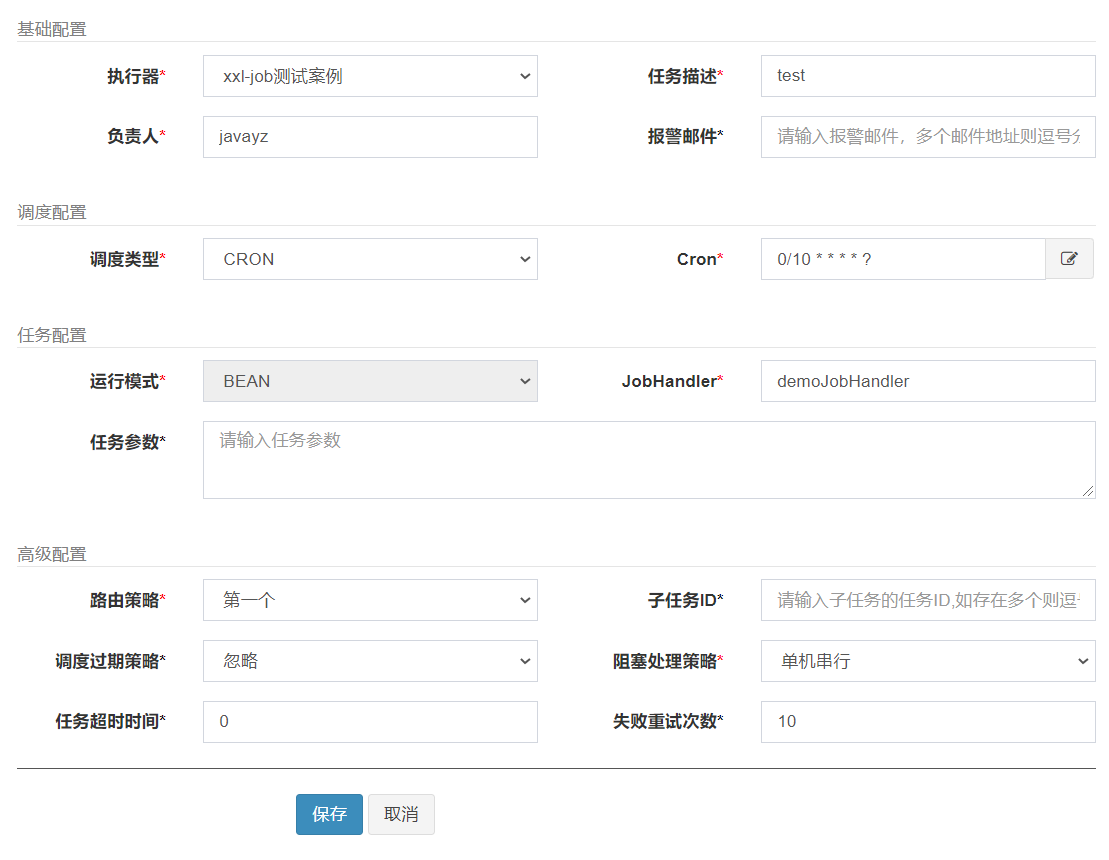 基础配置
执行器* xxl-job测试案例 任务描述* test
负责人* javayz 报警邮件* 请输入报警邮件，多个邮件地址则逗号分
调度配置
调度类型* CRON Cron* 0/10 * * * * ?
任务配置
运行模式* BEAN JobHandler* demoJobHandler
任务参数* 请输入任务参数
高级配置
路由策略* 第一个 子任务ID* 请输入子任务的任务ID,如存在多个则逗
调度过期策略* 忽略 阻塞处理策略* 单机串行
任务超时时间* 0 失败重试次数* 10
保存 取消